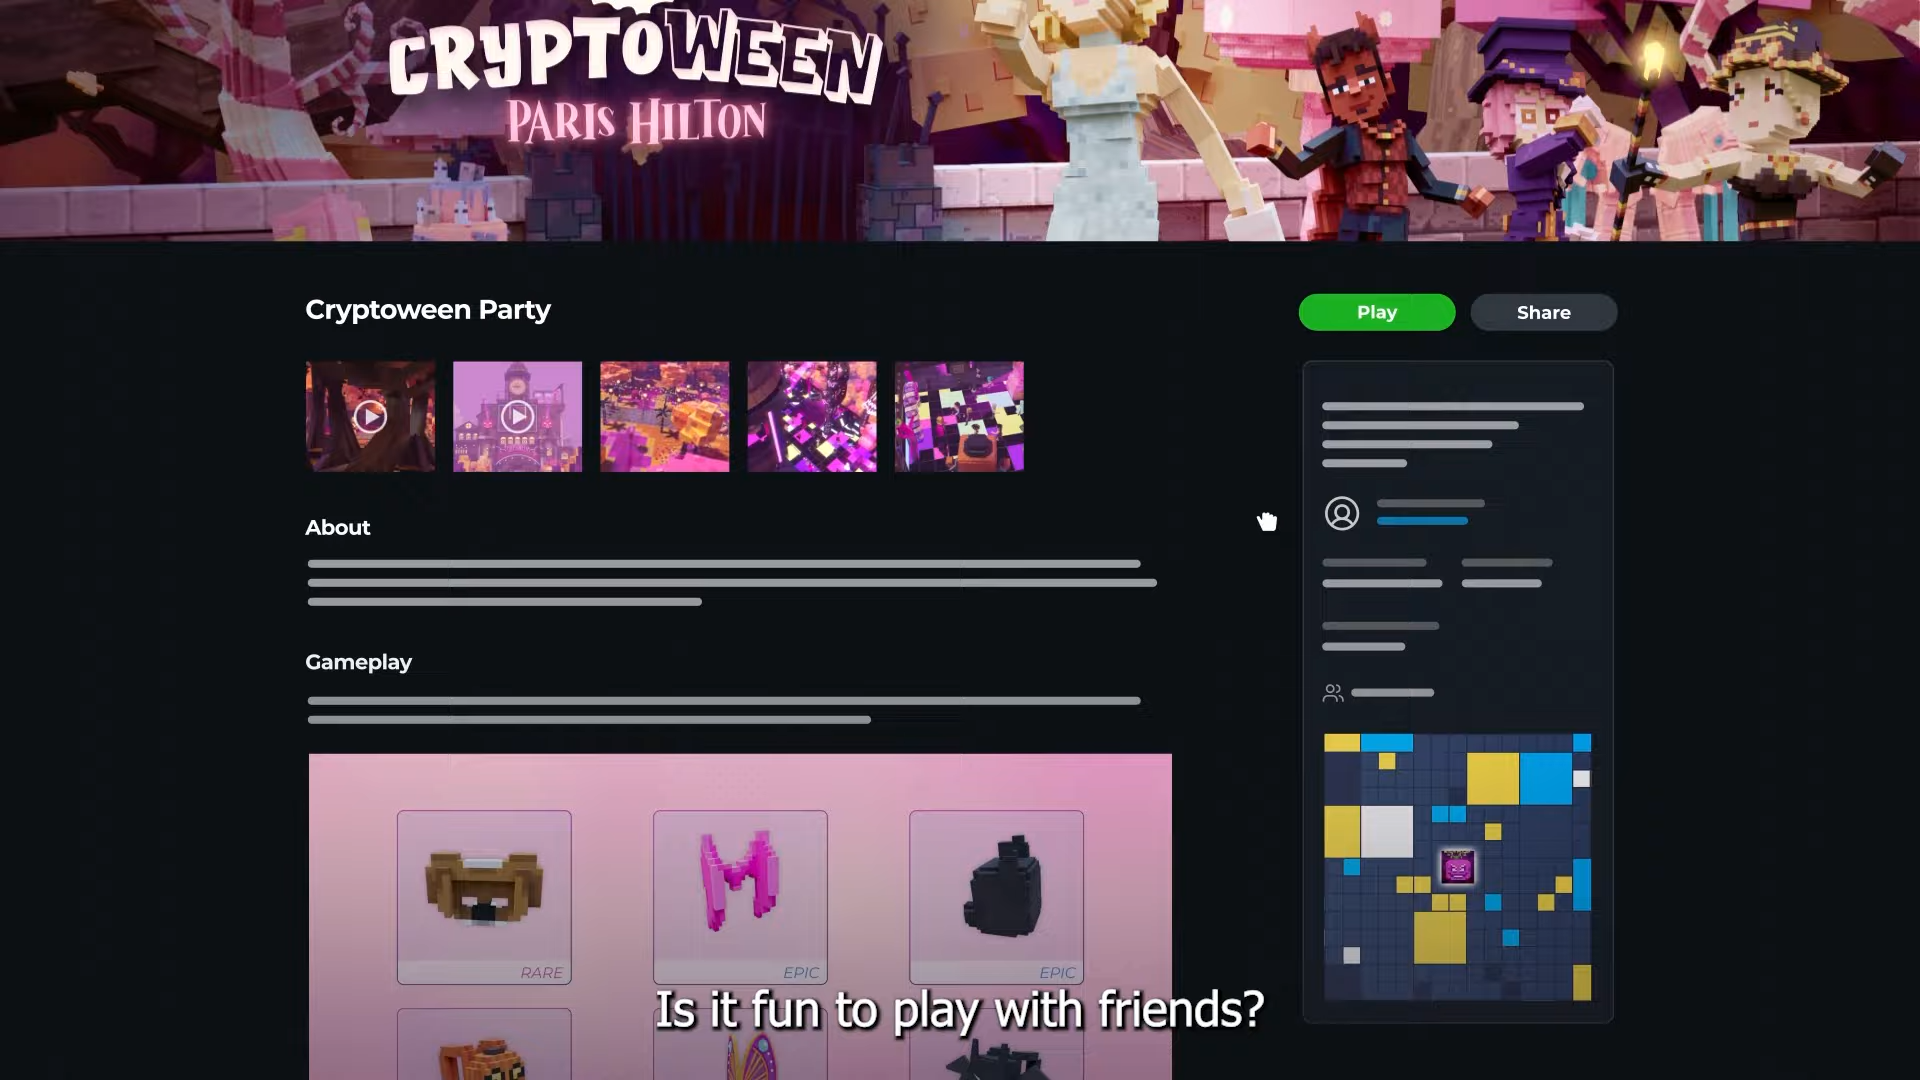 CRYPTOWEEN
PARIS HILTON
Cryptoween Party
Play
Share
About
Gameplay
RARE
EPIC
EPIC
Is it fun to play with friends?